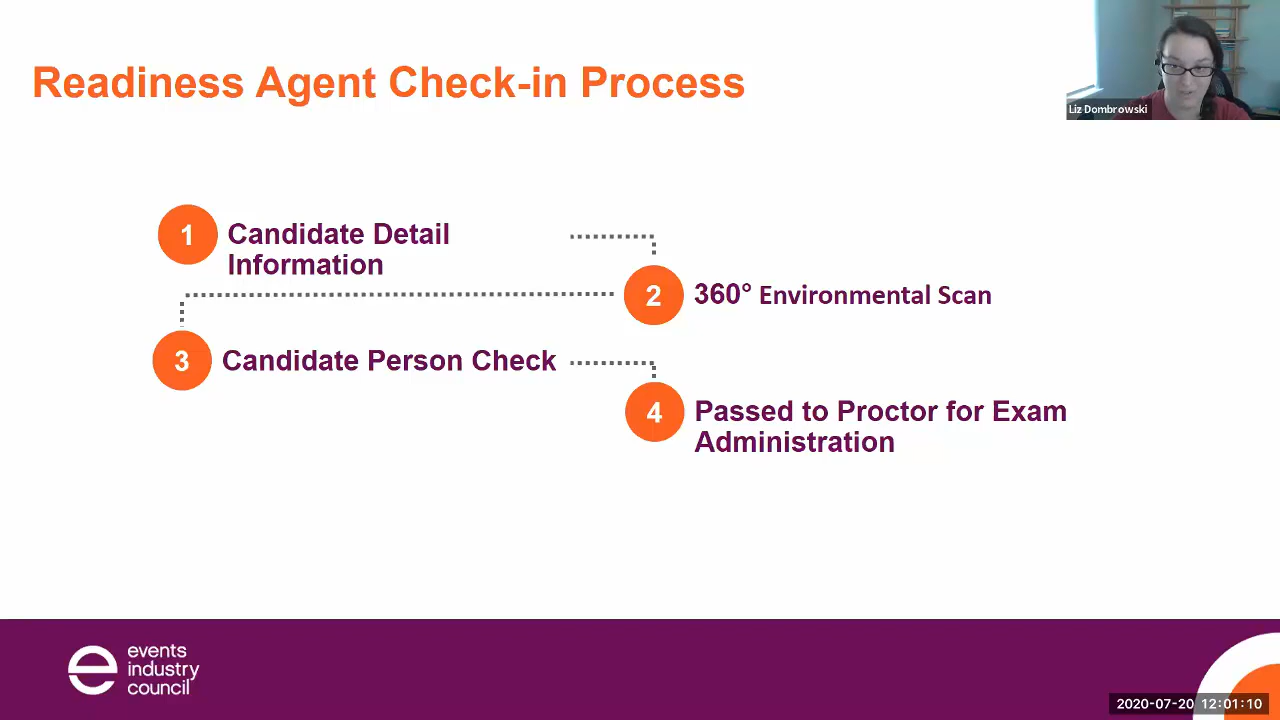 Readiness Agent Check-in Process
Liz Dombrowski
1
Candidate Detail
Information
2
360° Environmental Scan
3
Candidate Person Check
4
Passed to Proctor for Exam
Administration
e
events
industry
council
2020-07-20 12:01:10